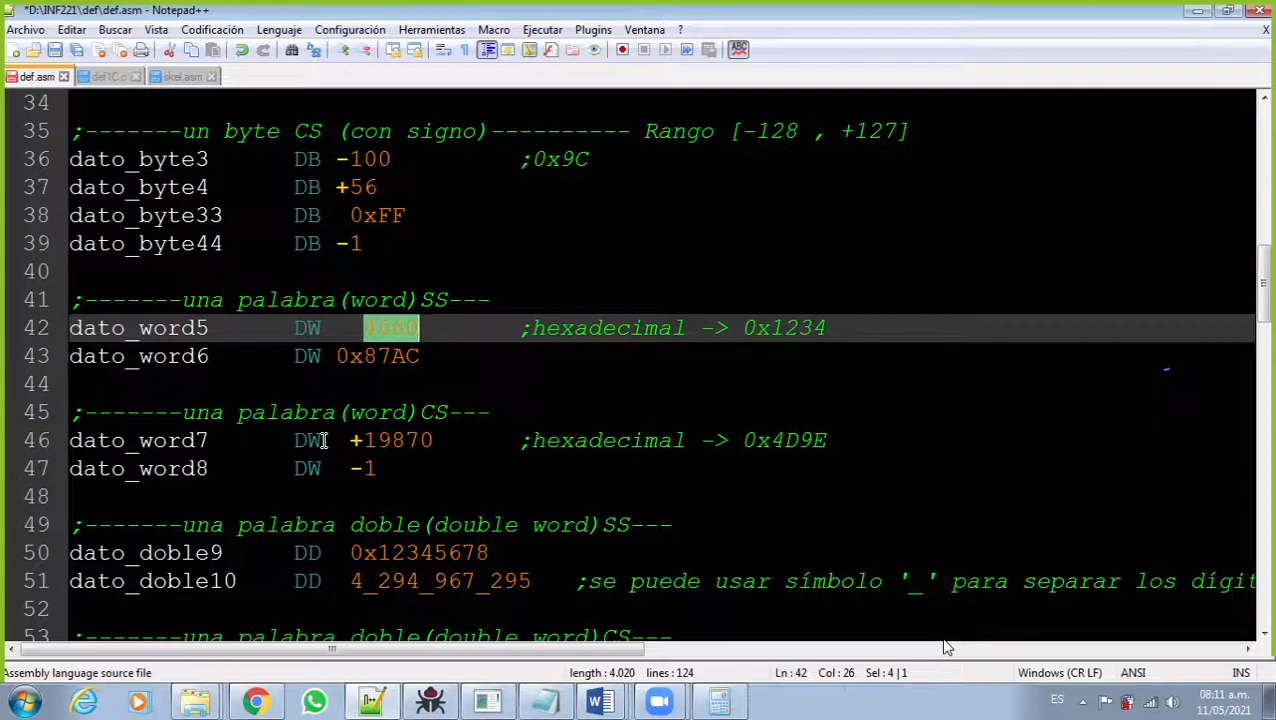 *D:\INF221\def\def.asm - Notepad++
Archivo Editar Buscar Vista Codificación Lenguaje Configuración Herramientas Macro Ejecutar Plugins Ventana ? X
def.asm def1C.c skel.asm
34
35 ;-------un byte CS (con signo)---------- Rango [-128 , +127]
36 dato_byte3 DB -100 ;0x9C
37 dato_byte4 DB +56
38 dato_byte33 DB 0xFF
39 dato_byte44 DB -1
40
41 ;-------una palabra(word)SS---
42 dato_word5 DW 4660 ;hexadecimal -> 0x1234
43 dato_word6 DW 0x87AC
44
45 ;-------una palabra(word)CS---
46 dato_word7 DW +19870 ;hexadecimal -> 0x4D9E
47 dato_word8 DW -1
48
49 ;-------una palabra doble(double word)SS---
50 dato_doble9 DD 0x12345678
51 dato_doble10 DD 4_294_967_295 ;se puede usar símbolo '_' para separar los dígit
52
53 ;-------una palabra doble(double word)CS---
Assembly language source file length: 4.020 lines: 124 Ln: 42 Col: 26 Sel: 4 | 1 Windows (CR LF) ANSI INS
ES 08:11 a.m.
11/05/2021